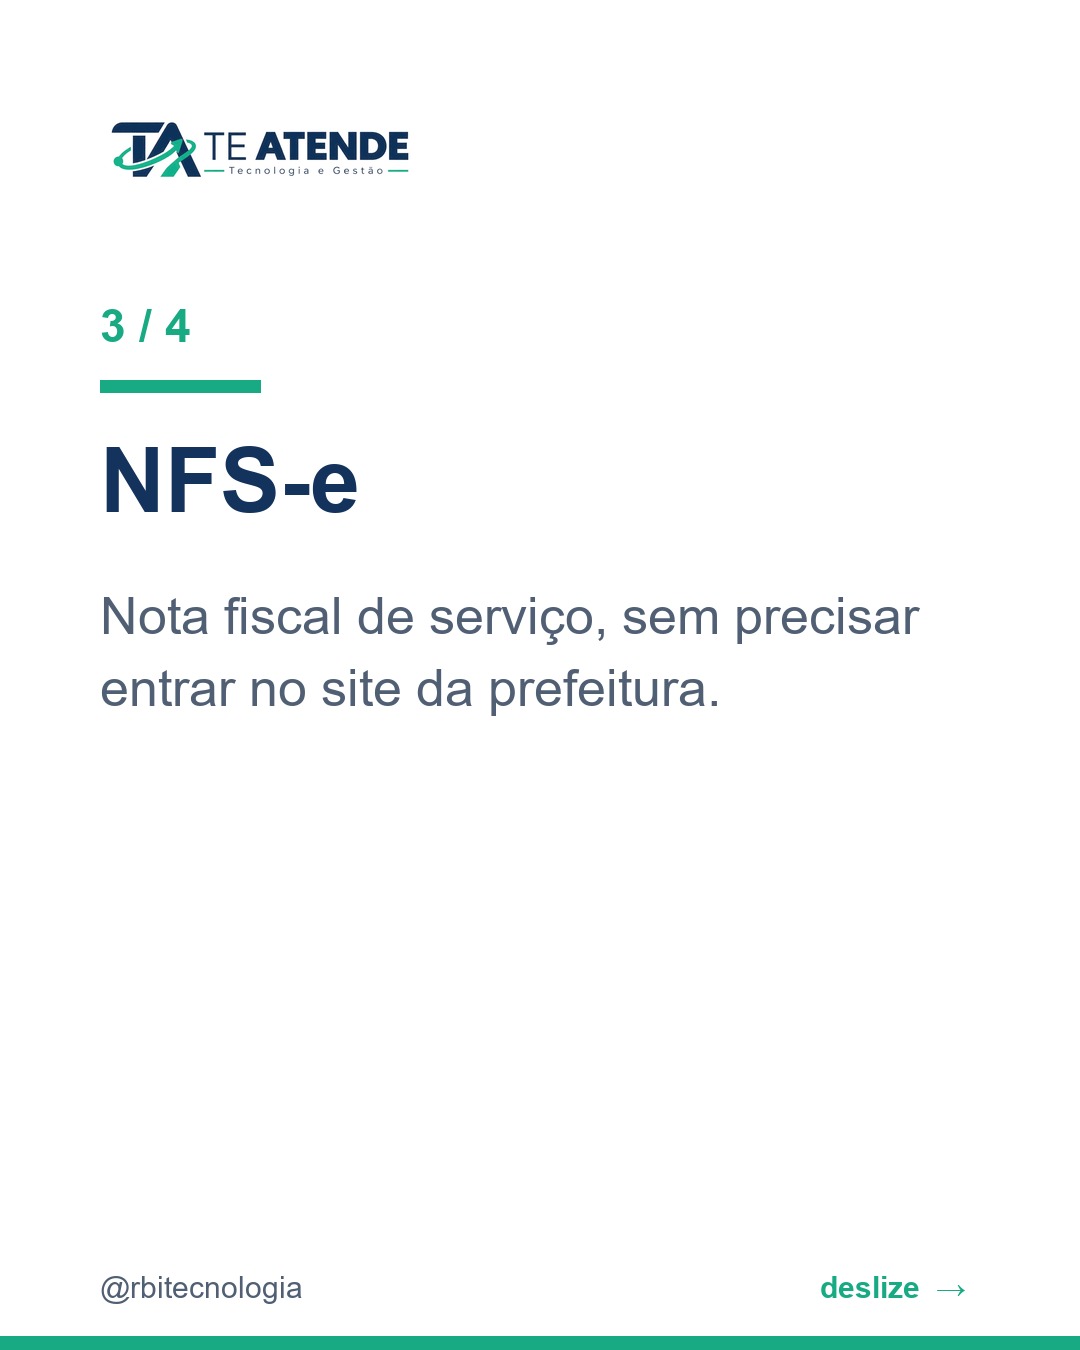 TA TE ATENDE
Tecnologia e Gestão
3 / 4
NFS-e
Nota fiscal de serviço, sem precisar
entrar no site da prefeitura.
@rbitecnologia
deslize →